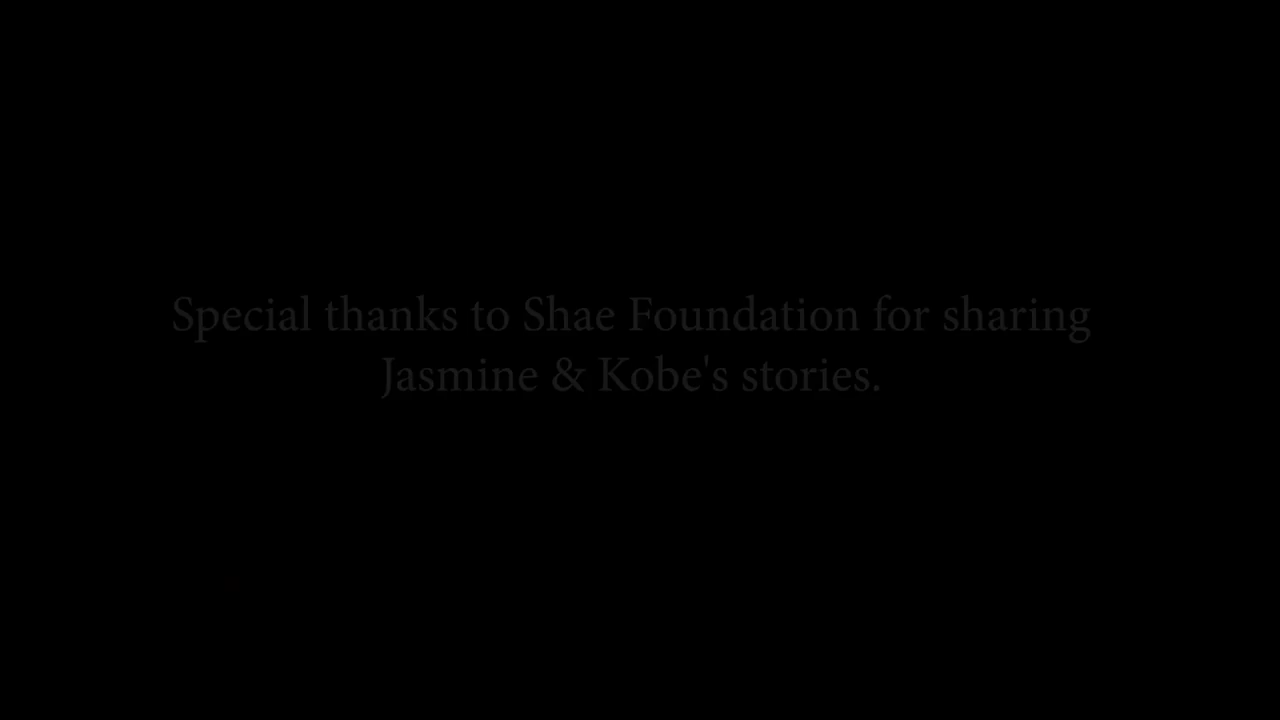 Special thanks to Shae Foundation for sharing
Jasmine & Kobe's stories.